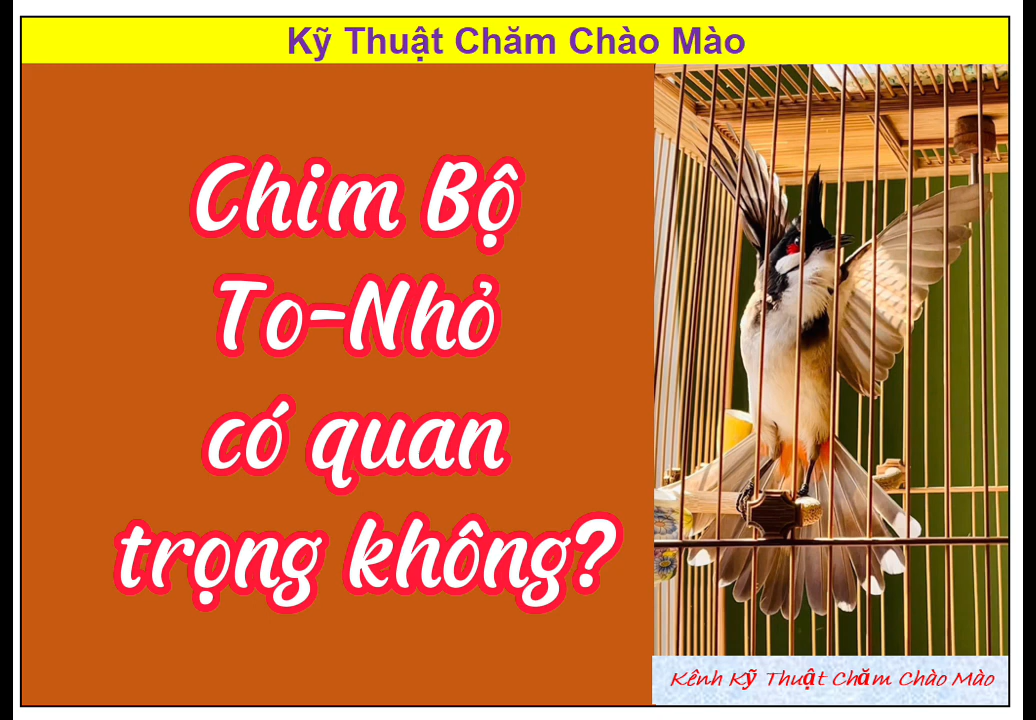 Kỹ Thuật Chăm Chào Mào
Chim Bộ
To-Nhỏ
có quan
trọng không?
Kênh Kỹ Thuật Chăm Chào Mào